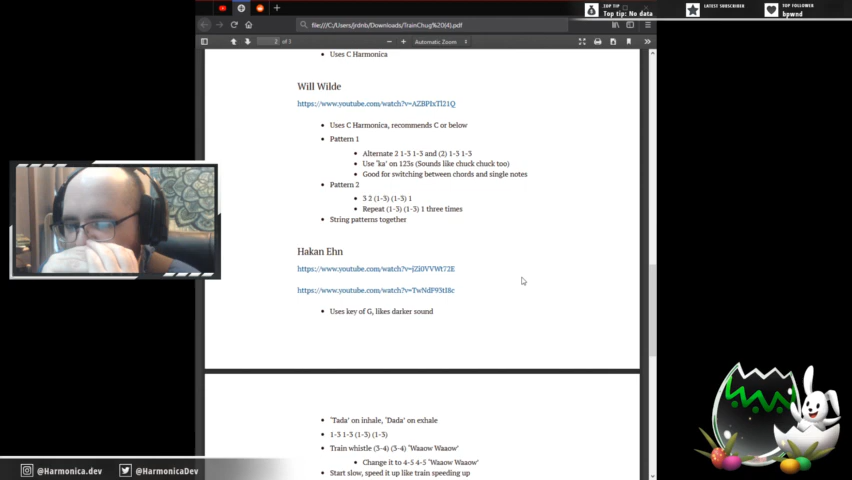 TOP TIP
Top tip: No data
LATEST SUBSCRIBER
TOP FOLLOWER
bpwnd
file:///C:/Users/jrdnb/Downloads/TrainChug%20(4).pdf
2 of 3
Automatic Zoom
Uses C Harmonica
Will Wilde
https://www.youtube.com/watch?v=AZBPIxTl21Q
Uses C Harmonica, recommends C or below
Pattern 1
Alternate 2 1-3 1-3 and (2) 1-3 1-3
Use 'ka' on 123s (Sounds like chuck chuck too)
Good for switching between chords and single notes
Pattern 2
3 2 (1-3) (1-3) 1
Repeat (1-3) (1-3) 1 three times
String patterns together
Hakan Ehn
https://www.youtube.com/watch?v=jZi0VVWt72E
https://www.youtube.com/watch?v=TwNdF93tI8c
Uses key of G, likes darker sound
'Tada' on inhale, 'Dada' on exhale
1-3 1-3 (1-3) (1-3)
Train whistle (3-4) (3-4) 'Waaow Waaow'
Change it to 4-5 4-5 'Waaow Waaow'
Start slow, speed it up like train speeding up
@Harmonica.dev
@HarmonicaDev